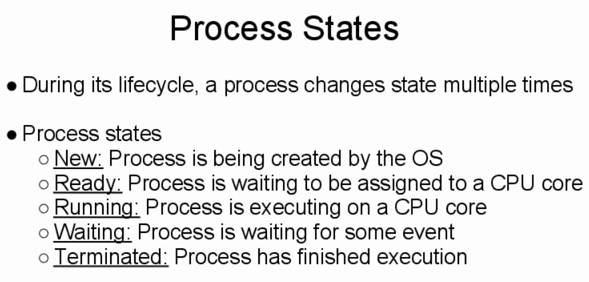 Process States
● During its lifecycle, a process changes state multiple times
● Process states
○ New: Process is being created by the OS
○ Ready: Process is waiting to be assigned to a CPU core
○ Running: Process is executing on a CPU core
○ Waiting: Process is waiting for some event
○ Terminated: Process has finished execution